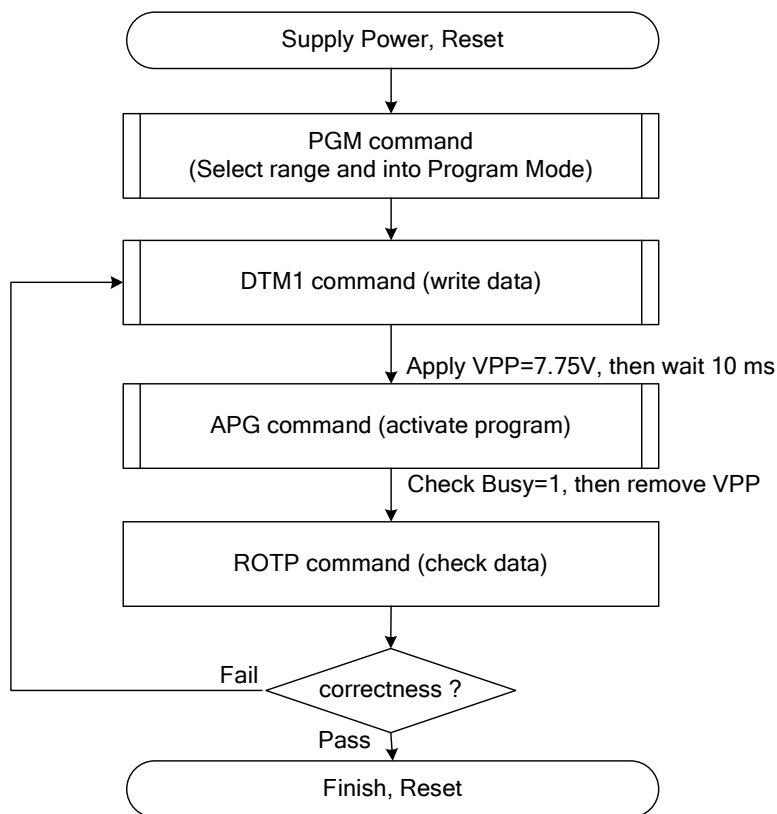 Supply Power, Reset
PGM command
(Select range and into Program Mode)
DTM1 command (write data)
Apply VPP=7.75V, then wait 10 ms
APG command (activate program)
Check Busy=1, then remove VPP
ROTP command (check data)
Fail
correctness ?
Pass
Finish, Reset